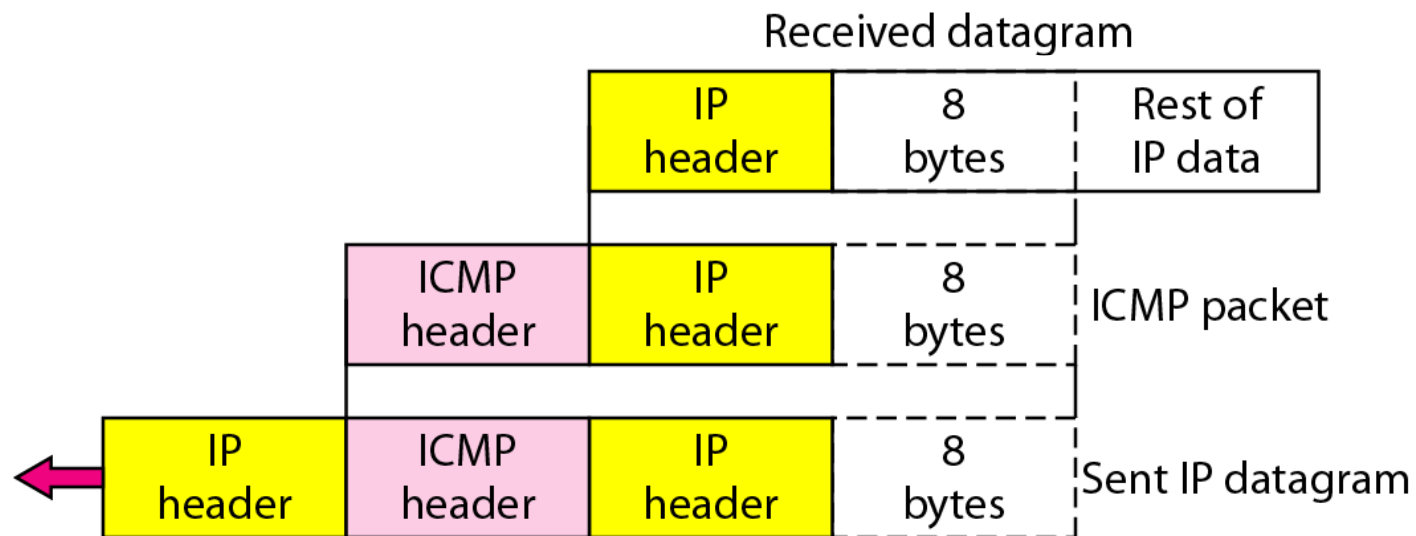 Received datagram
IP
header
8
bytes
Rest of
IP data
ICMP
header
IP
header
8
bytes
ICMP packet
IP
header
ICMP
header
IP
header
8
bytes
Sent IP datagram